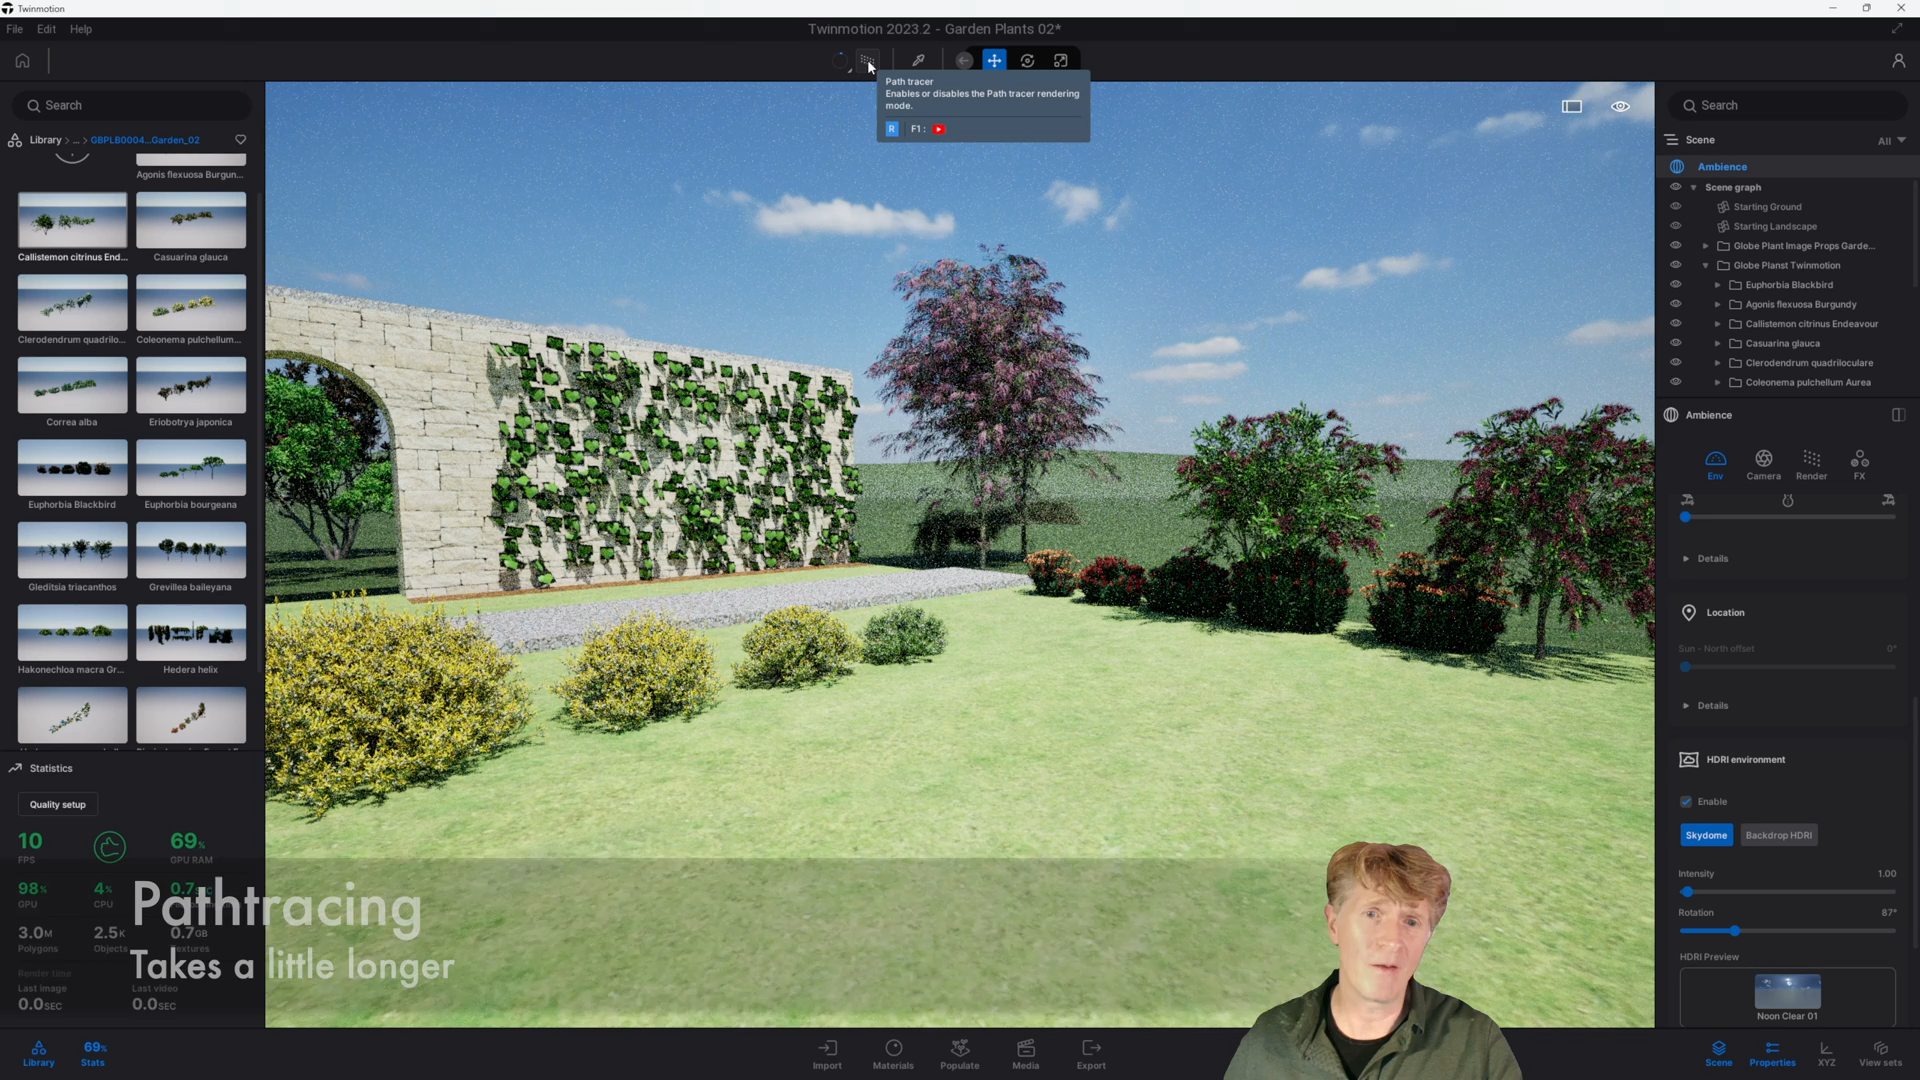 Twinmotion
File Edit Help
Twinmotion 2023.2 - Garden Plants 02*
Path tracer
Enables or disables the Path tracer rendering
mode.
R F1 :
Search
Library > ... > GBPLB0004...Garden_02
Agonis flexuosa Burgun...
Callistemon citrinus End...
Casuarina glauca
Clerodendrum quadrilo...
Coleonema pulchellum...
Correa alba
Eriobotrya japonica
Euphorbia Blackbird
Euphorbia bourgeana
Gleditsia triacanthos
Grevillea baileyana
Hakonechloa macra Gr...
Hedera helix
Statistics
Quality setup
10
FPS
69%
GPU RAM
98%
GPU
4%
CPU
0.7
3.0M
Polygons
2.5K
Objects
0.7GB
Textures
Render time
Last image
0.0SEC
Last video
0.0SEC
Pathtracing
Takes a little longer
Library
69%
Stats
Import
Materials
Populate
Media
Export
Search
Scene
All
Ambience
Scene graph
Starting Ground
Starting Landscape
Globe Plant Image Props Garde...
Globe Planst Twinmotion
Euphorbia Blackbird
Agonis flexuosa Burgundy
Callistemon citrinus Endeavour
Casuarina glauca
Clerodendrum quadriloculare
Coleonema pulchellum Aurea
Ambience
Env Camera Render FX
Details
Location
Sun - North offset 0°
Details
HDRI environment
Enable
Skydome Backdrop HDRI
Intensity 1.00
Rotation 87°
HDRI Preview
Noon Clear 01
Scene
Properties
XYZ
View sets